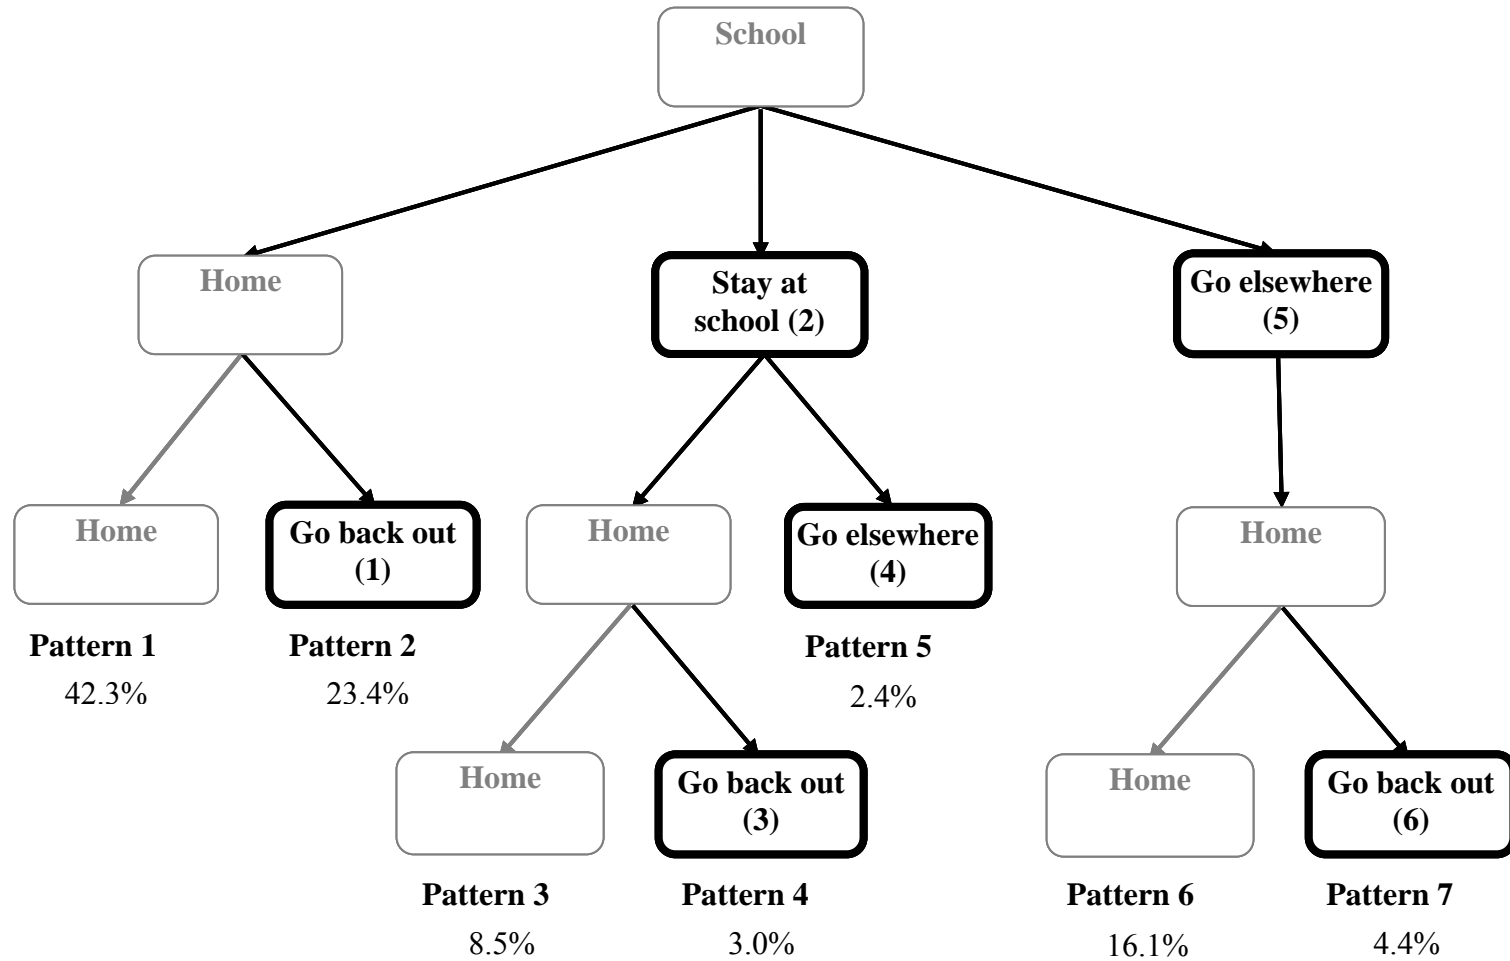 School
Home
Stay at
school (2)
Go elsewhere
(5)
Home
Go back out
(1)
Home
Go elsewhere
(4)
Home
Pattern 1
42.3%
Pattern 2
23.4%
Pattern 5
2.4%
Home
Go back out
(3)
Home
Go back out
(6)
Pattern 3
8.5%
Pattern 4
3.0%
Pattern 6
16.1%
Pattern 7
4.4%